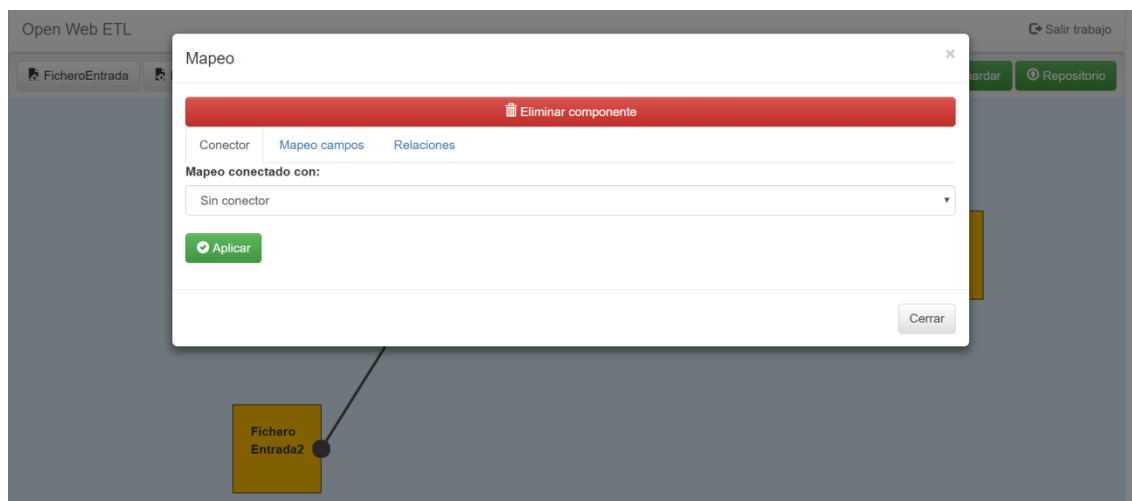 Open Web ETL
Salir trabajo
Mapeo
×
FicheroEntrada
Repositorio
Eliminar componente
Conector Mapeo campos Relaciones
Mapeo conectado con:
Sin conector
Aplicar
Cerrar
Fichero
Entrada2